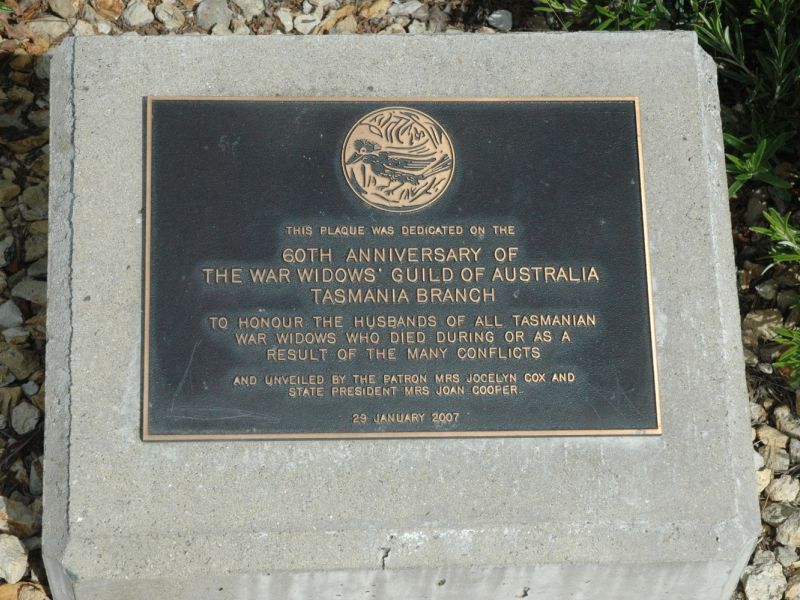 THIS PLAQUE WAS DEDICATED ON THE
60TH ANNIVERSARY OF
THE WAR WIDOWS' GUILD OF AUSTRALIA
TASMANIA BRANCH
TO HONOUR THE HUSBANDS OF ALL TASMANIAN
WAR WIDOWS WHO DIED DURING OR AS A
RESULT OF THE MANY CONFLICTS
AND UNVEILED BY THE PATRON MRS JOCELYN COX AND
STATE PRESIDENT MRS JOAN COOPER
29 JANUARY 2007